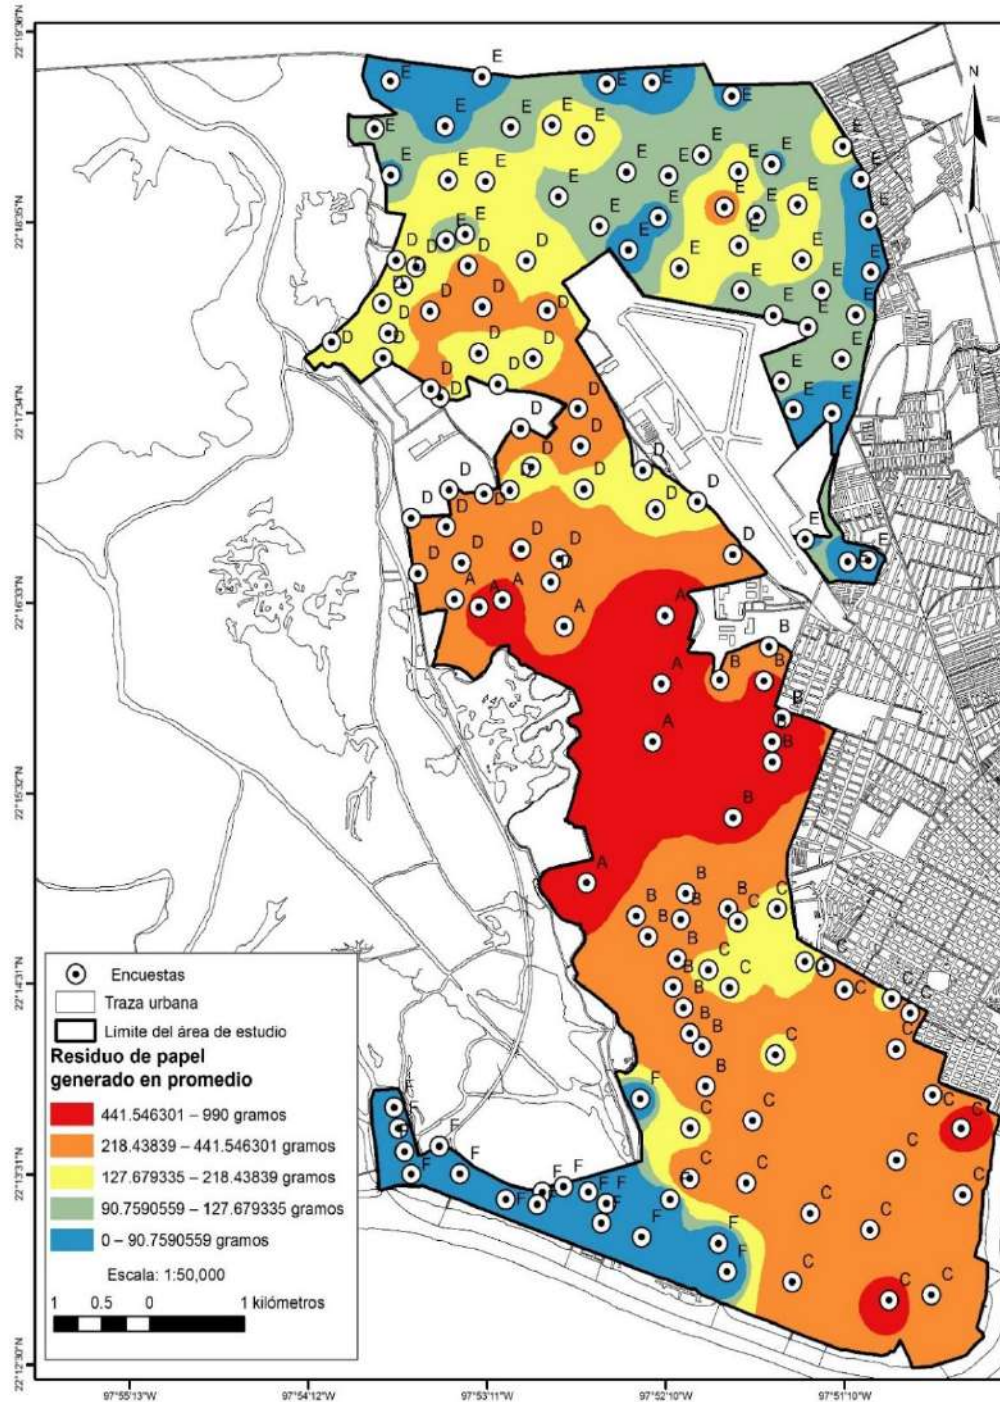 22°19'36"N
22°18'35"N
22°17'34"N
22°16'33"N
22°15'32"N
22°14'31"N
22°13'31"N
22°12'30"N
N
E E E E E
E E E E E
E E E E E E
E E E E E
E E E E E
D D D D D
D D D D
E E E E
D D D D
D D D D D D
D D D D D
A A A A A
A A B B
B B B
A B B B C
B B C C C
B B C C C
F C C C
F F F F F F
F F C C C C
F F C C C
Encuestas
Traza urbana
Límite del área de estudio
Residuo de papel
generado en promedio
441.546301 – 990 gramos
218.43839 – 441.546301 gramos
127.679335 – 218.43839 gramos
90.7590559 – 127.679335 gramos
0 – 90.7590559 gramos
Escala: 1:50,000
1 0.5 0 1 kilómetros
97°55'13"W 97°54'12"W 97°53'11"W 97°52'10"W 97°51'10"W